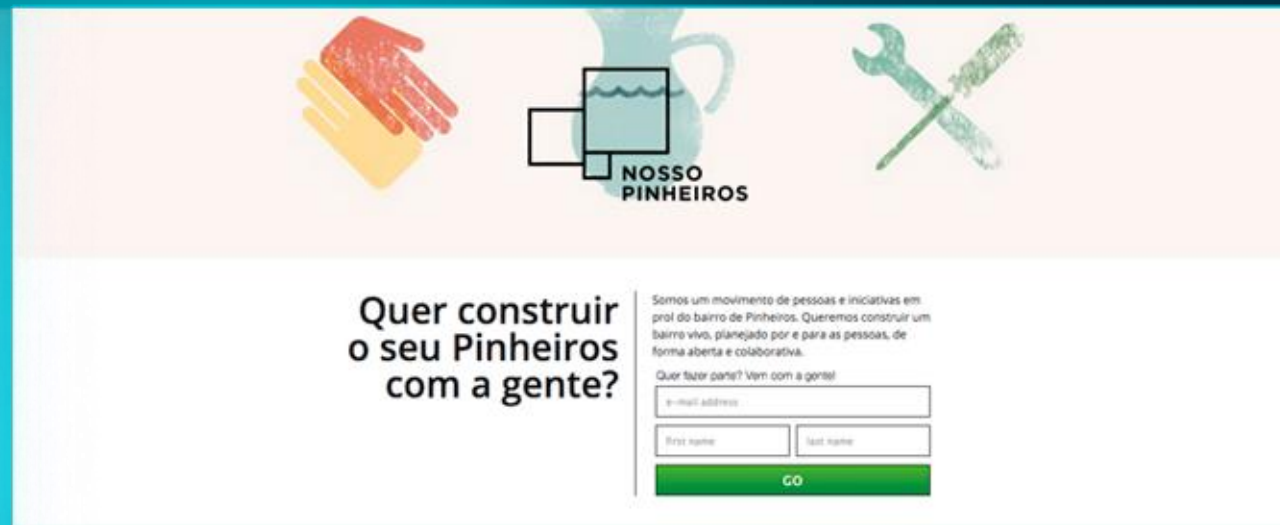 NOSSO
PINHEIROS
Quer construir
o seu Pinheiros
com a gente?
Somos um movimento de pessoas e iniciativas em
prol do bairro de Pinheiros. Queremos construir um
bairro vivo, planejado por e para as pessoas, de
forma aberta e colaborativa.
Quer fazer parte? Vem com a gente!
e-mail address
first name
last name
GO